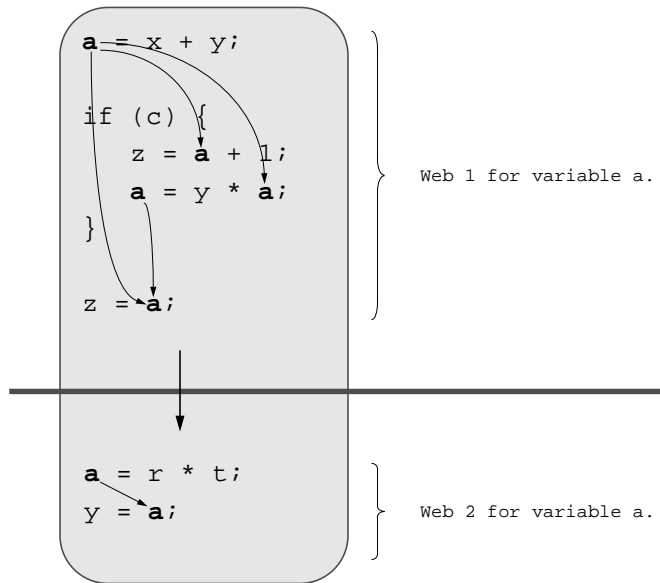 a = x + y;
if (c) {
z = a + 1;
a = y * a;
}
z = a;
Web 1 for variable a.
a = r * t;
y = a;
Web 2 for variable a.